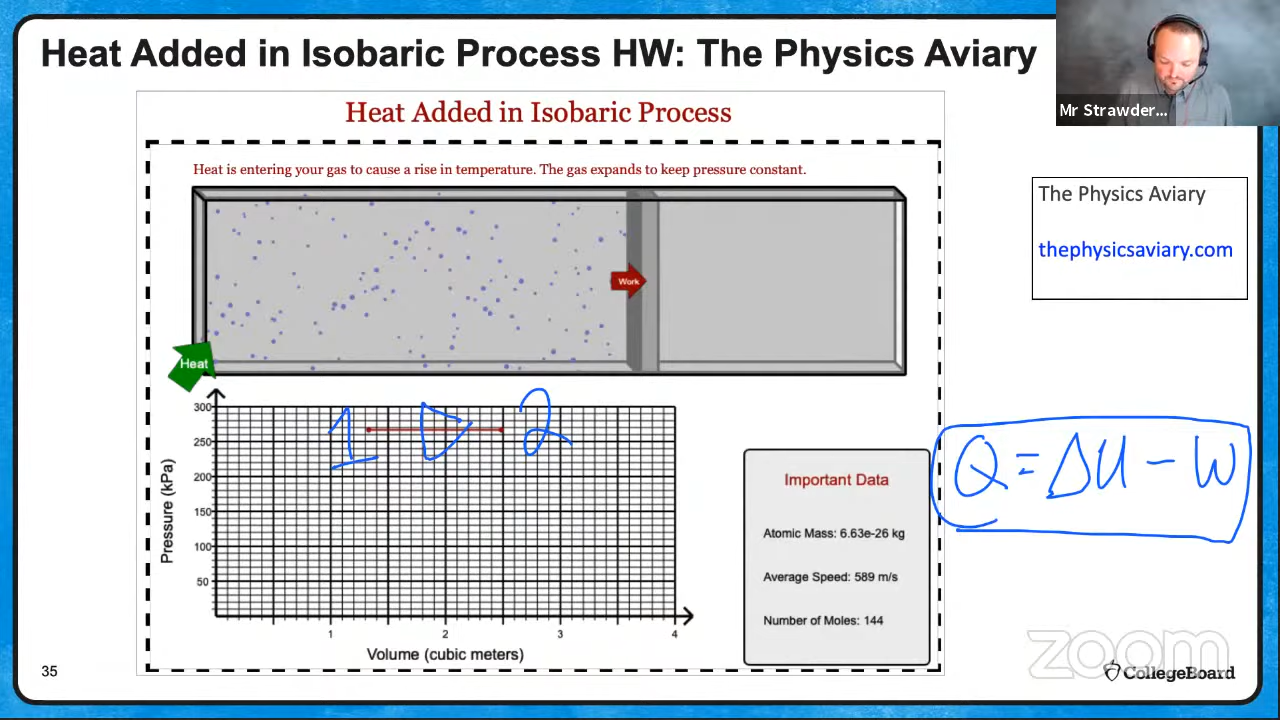 Heat Added in Isobaric Process HW: The Physics Aviary
Mr Strawder...
Heat Added in Isobaric Process
Heat is entering your gas to cause a rise in temperature. The gas expands to keep pressure constant.
The Physics Aviary
thephysicsaviary.com
Work
Heat
1 2
300
250
200
150
100
50
Pressure (kPa)
1 2 3 4
Volume (cubic meters)
Important Data
Atomic Mass: 6.63e-26 kg
Average Speed: 589 m/s
Number of Moles: 144
Q = ΔU - W
35
zoom
CollegeBoard